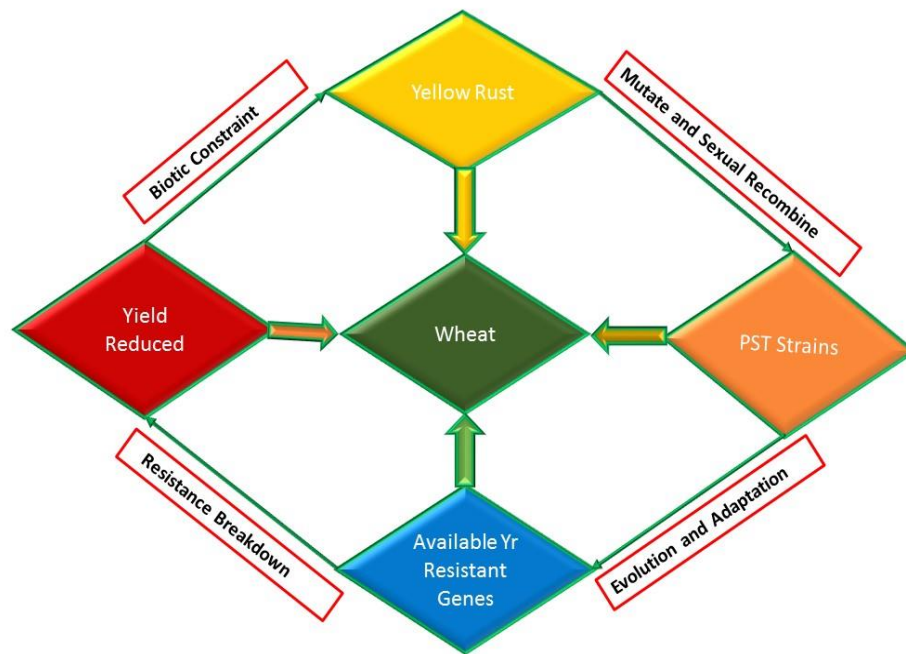 Yellow Rust
Biotic Constraint
Mutate and Sexual Recombine
Yield
Reduced
Wheat
PST Strains
Resistance Breakdown
Available Yr
Resistant
Genes
Evolution and Adaptation